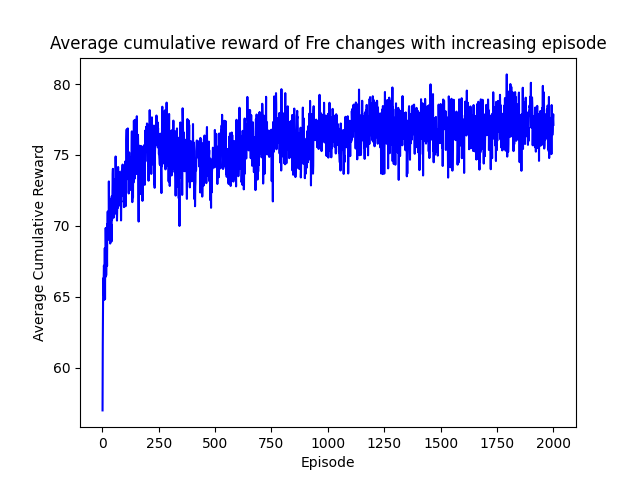 Average cumulative reward of Fre changes with increasing episode
80
75
70
65
60
Average Cumulative Reward
0 250 500 750 1000 1250 1500 1750 2000
Episode